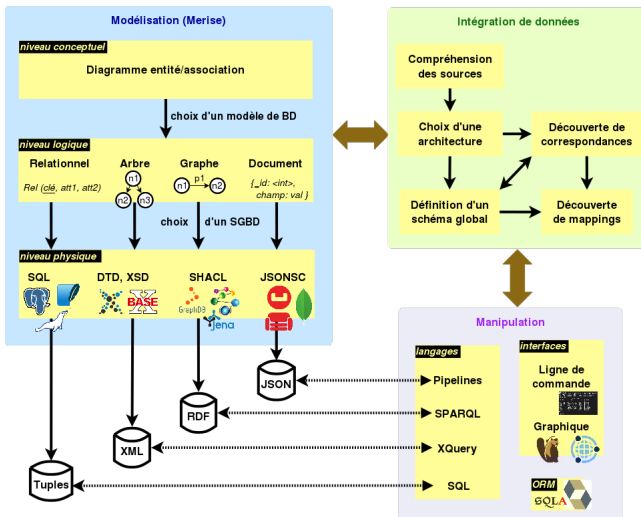 Modélisation (Merise)
niveau conceptuel
Diagramme entité/association
choix d'un modèle de BD
niveau logique
Relationnel
Arbre
Graphe
Document
Rel (clé, att1, att2)
n1
n2
n3
n1
p1
n2
{_id: <int>,
champ: val }
choix d'un SGBD
niveau physique
SQL
DTD, XSD
SHACL
JSONSC
BASE
X
GraphDB
jena
Tuples
XML
RDF
JSON
Intégration de données
Compréhension
des sources
Choix d'une
architecture
Découverte de
correspondances
Définition d'un
schéma global
Découverte
de mappings
Manipulation
langages
Pipelines
SPARQL
XQuery
SQL
interfaces
Ligne de
commande
Graphique
ORM
SQLA